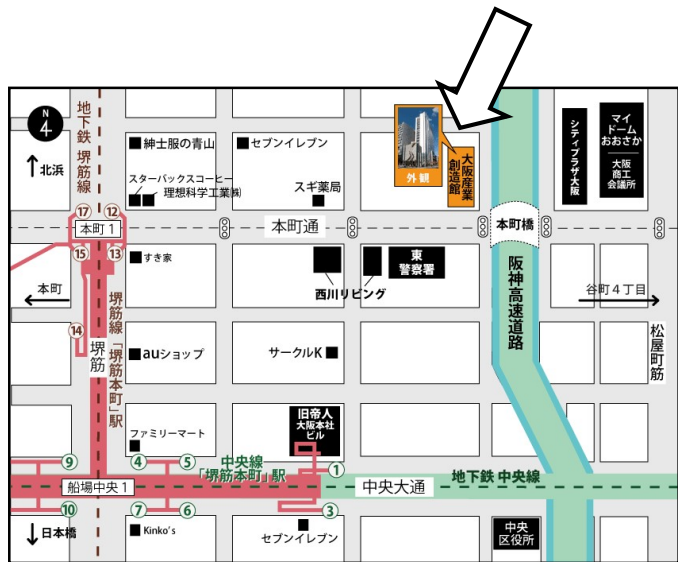 N
4
北浜
地下鉄 堺筋線
紳士服の青山
セブンイレブン
スターバックスコーヒー
理想科学工業㈱
スギ薬局
外観
大阪産業
創造館
シティプラザ大阪
マイ
ドーム
おおさか
大阪
商工
会議所
⑰
⑫
本町1
本町通
本町橋
⑮
⑬
すき家
西川リビング
東
警察署
阪神高速道路
本町
谷町4丁目
松屋町筋
⑭
堺筋
堺筋線「堺筋本町」駅
auショップ
サークルK
ファミリーマート
旧帝人
大阪本社
ビル
⑨
④
⑤
中央線
「堺筋本町」駅
①
船場中央1
中央大通
地下鉄 中央線
⑩
⑦
⑥
③
日本橋
Kinko's
セブンイレブン
中央
区役所